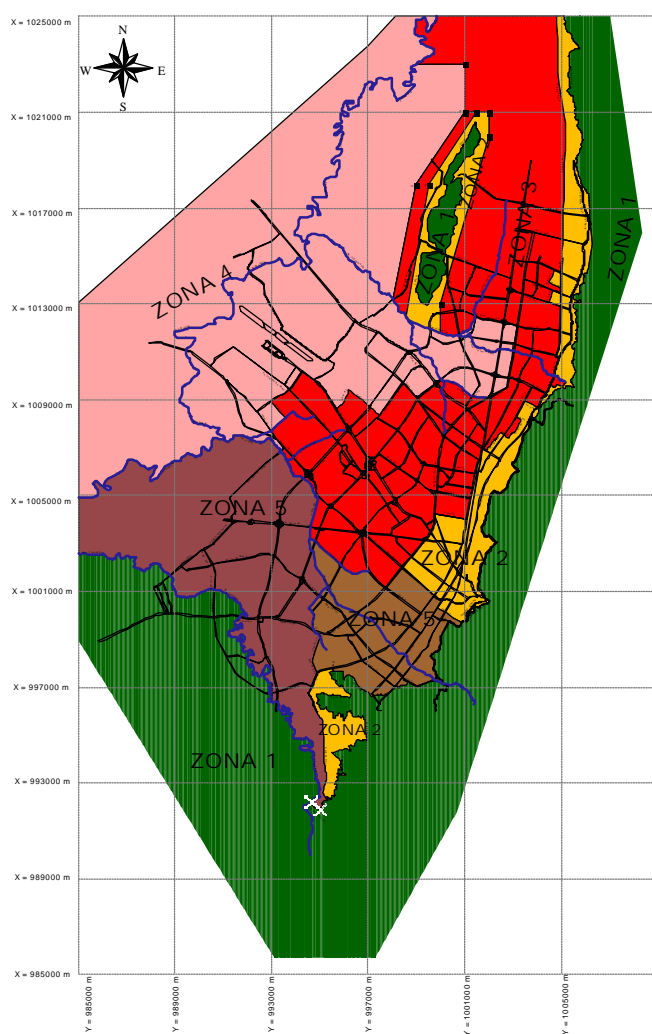 X = 1025000 m
N
W
E
S
X = 1021000 m
ZONA
X = 1017000 m
ZONA 1
ZONA 3
ZONA 1
ZONA 4
X = 1013000 m
X = 1009000 m
X = 1005000 m
ZONA 5
ZONA 2
X = 1001000 m
ZONA 5
X = 997000 m
ZONA 2
ZONA 1
X = 993000 m
X = 989000 m
X = 985000 m
Y = 985000 m
Y = 989000 m
Y = 993000 m
Y = 997000 m
Y = 1001000 m
Y = 1005000 m